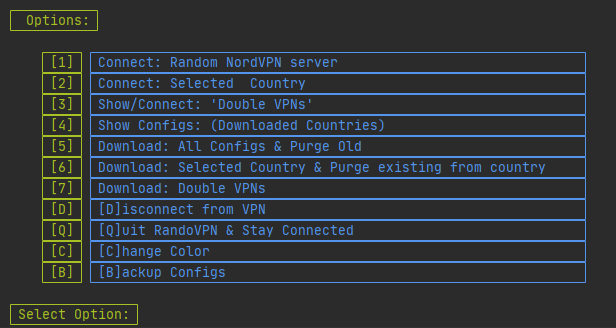 Options:
[1] Connect: Random NordVPN server
[2] Connect: Selected  Country
[3] Show/Connect: 'Double VPNs'
[4] Show Configs: (Downloaded Countries)
[5] Download: All Configs & Purge Old
[6] Download: Selected Country & Purge existing from country
[7] Download: Double VPNs
[D] [D]isconnect from VPN
[Q] [Q]uit RandoVPN & Stay Connected
[C] [C]hange Color
[B] [B]ackup Configs
Select Option: